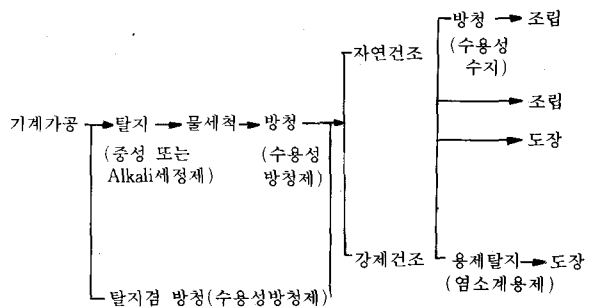 방청 조립
(수용성
수지)
자연건조
조립
기계가공 탈지 물세척 방청
도장
(중성 또는
Alkali세정재)
(수용성
방청제)
강제건조
용제탈지 도장
(염소계용제)
탈지겸 방청(수용성방청제)